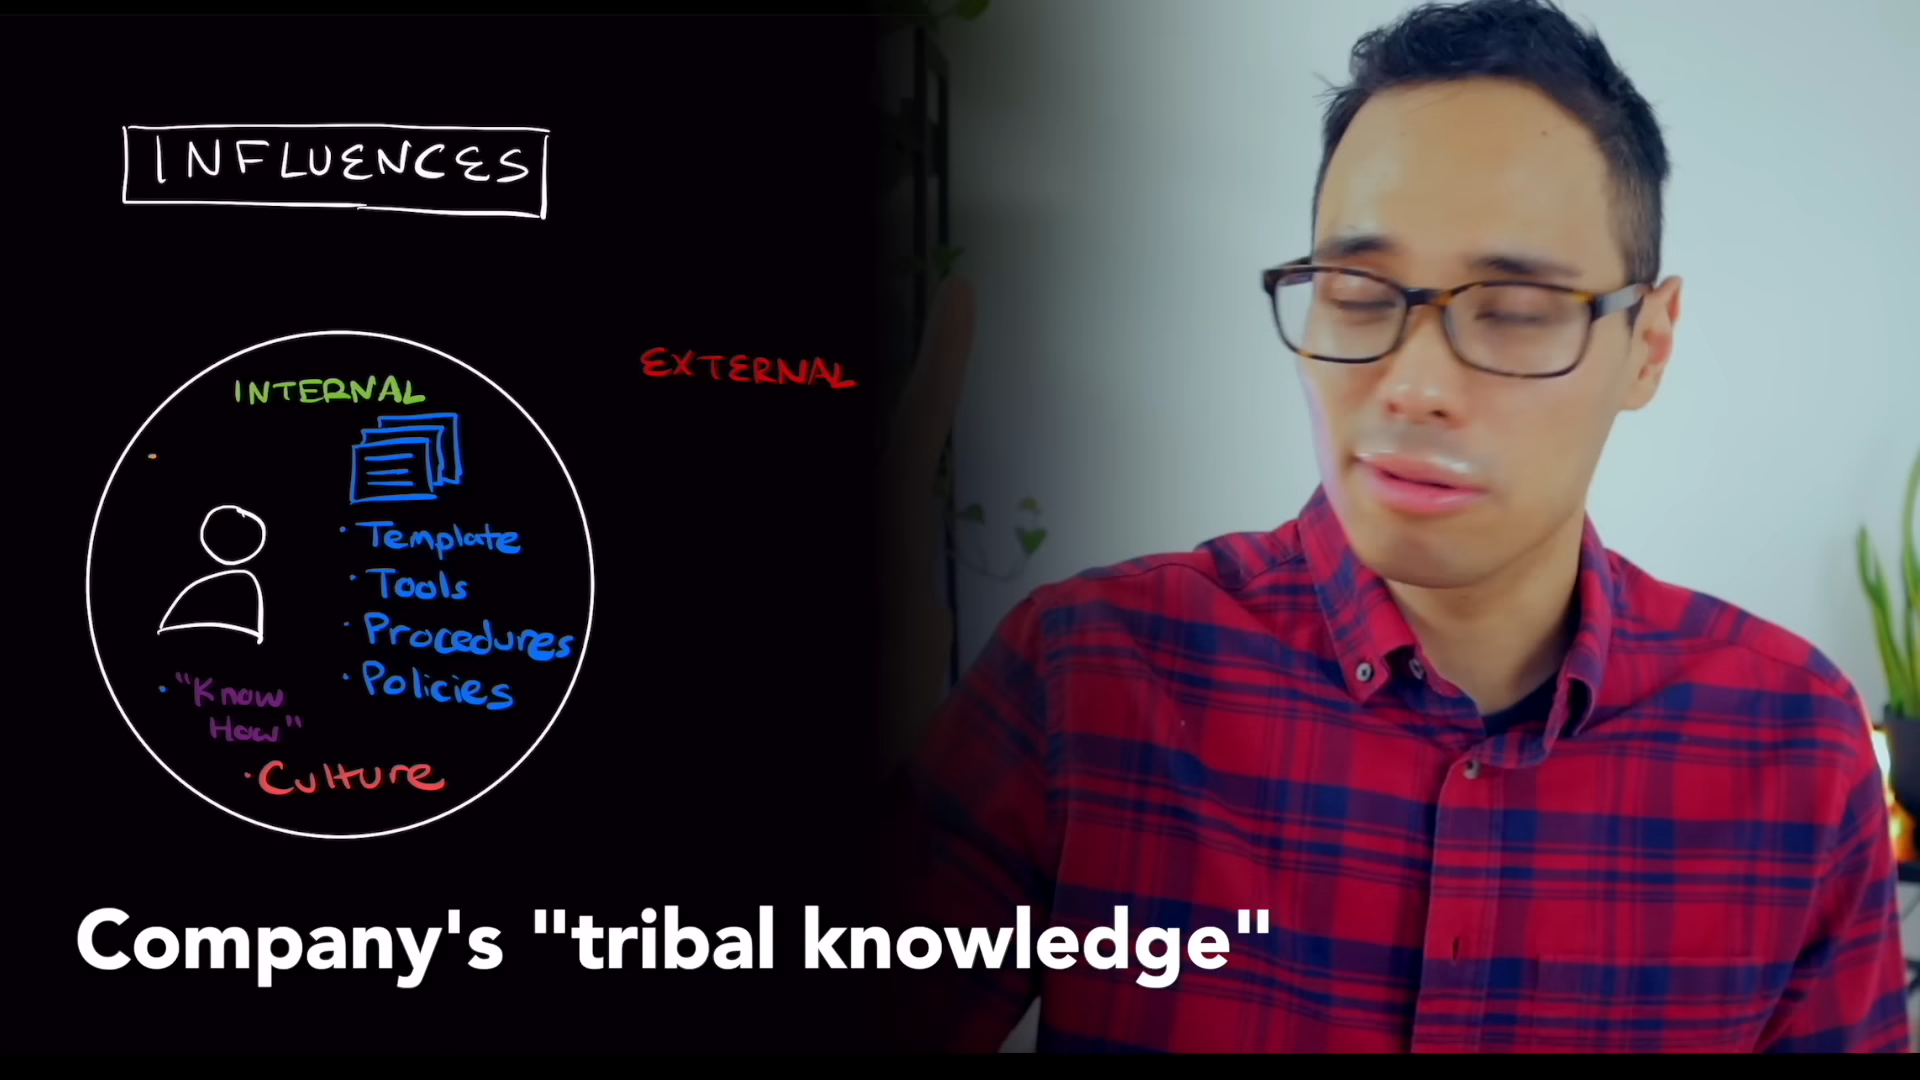 INFLUENCES
INTERNAL
EXTERNAL
· Template
· Tools
· Procedures
· Policies
· "Know
How"
· Culture
Company's "tribal knowledge"